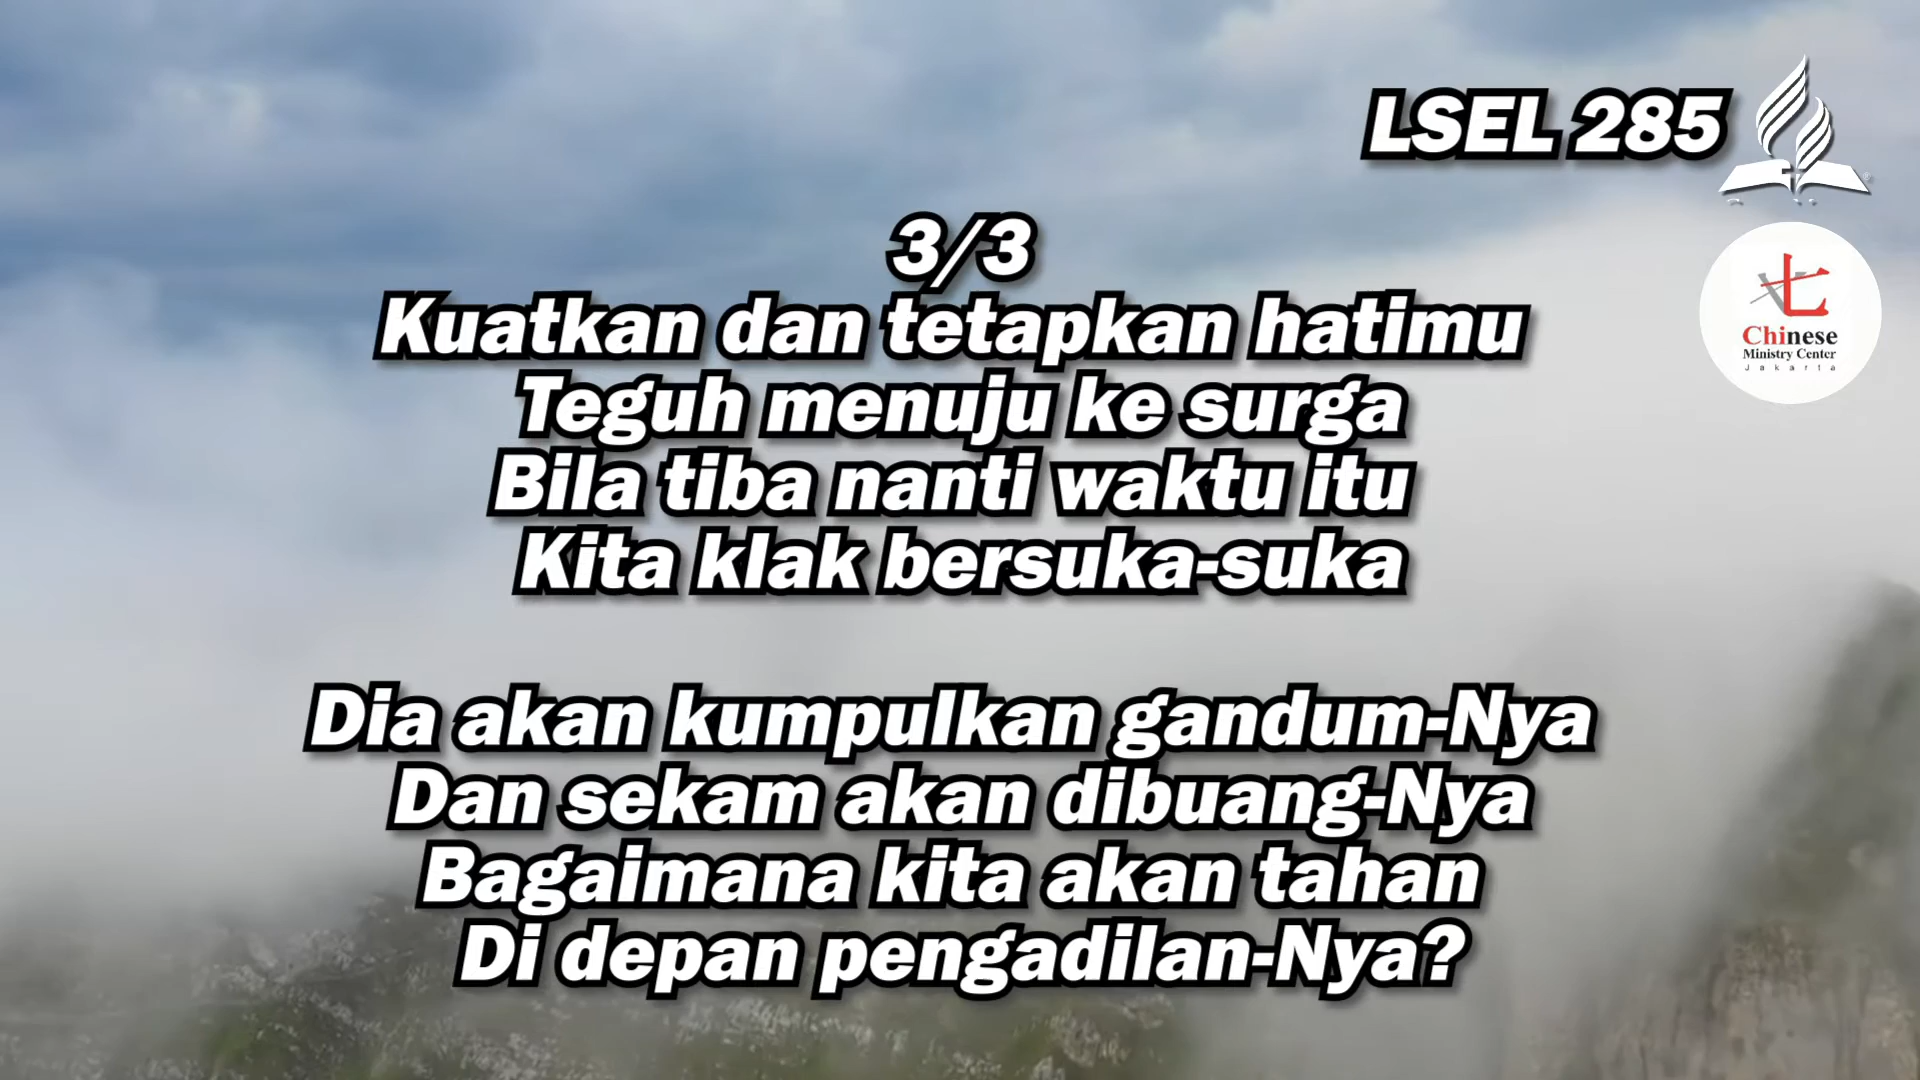 LSEL 285
3/3
Kuatkan dan tetapkan hatimu
Teguh menuju ke surga
Bila tiba nanti waktu itu
Kita klak bersuka-suka
Dia akan kumpulkan gandum-Nya
Dan sekam akan dibuang-Nya
Bagaimana kita akan tahan
Di depan pengadilan-Nya?
七
Chinese
Ministry Center
Jakarta